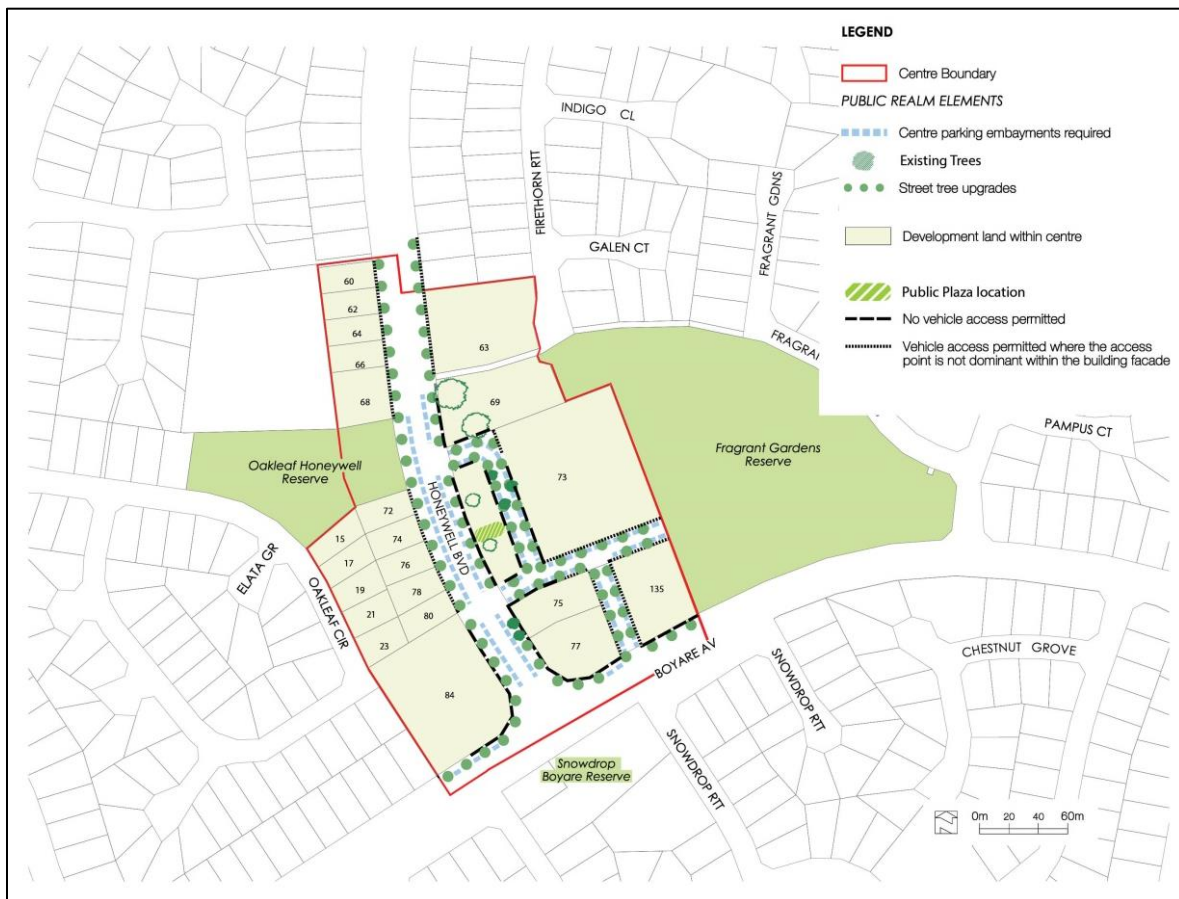 LEGEND
Centre Boundary
PUBLIC REALM ELEMENTS
Centre parking embayments required
Existing Trees
Street tree upgrades
Development land within centre
Public Plaza location
No vehicle access permitted
Vehicle access permitted where the access
point is not dominant within the building facade
INDIGO CL
FIRETHORN RTT
GALEN CT
FRAGRANT GDNS
FRAGRA
PAMPUS CT
60
62
64
66
68
63
69
73
Oakleaf Honeywell
Reserve
Fragrant Gardens
Reserve
HONEYWELL BVD
72
74
76
78
80
15
17
19
21
23
84
75
77
135
ELATA GR
OAKLEAF CIR
BOYARE AV
SNOWDROP RTT
CHESTNUT GROVE
SNOWDROP RTT
Snowdrop
Boyare Reserve
0m 20 40 60m